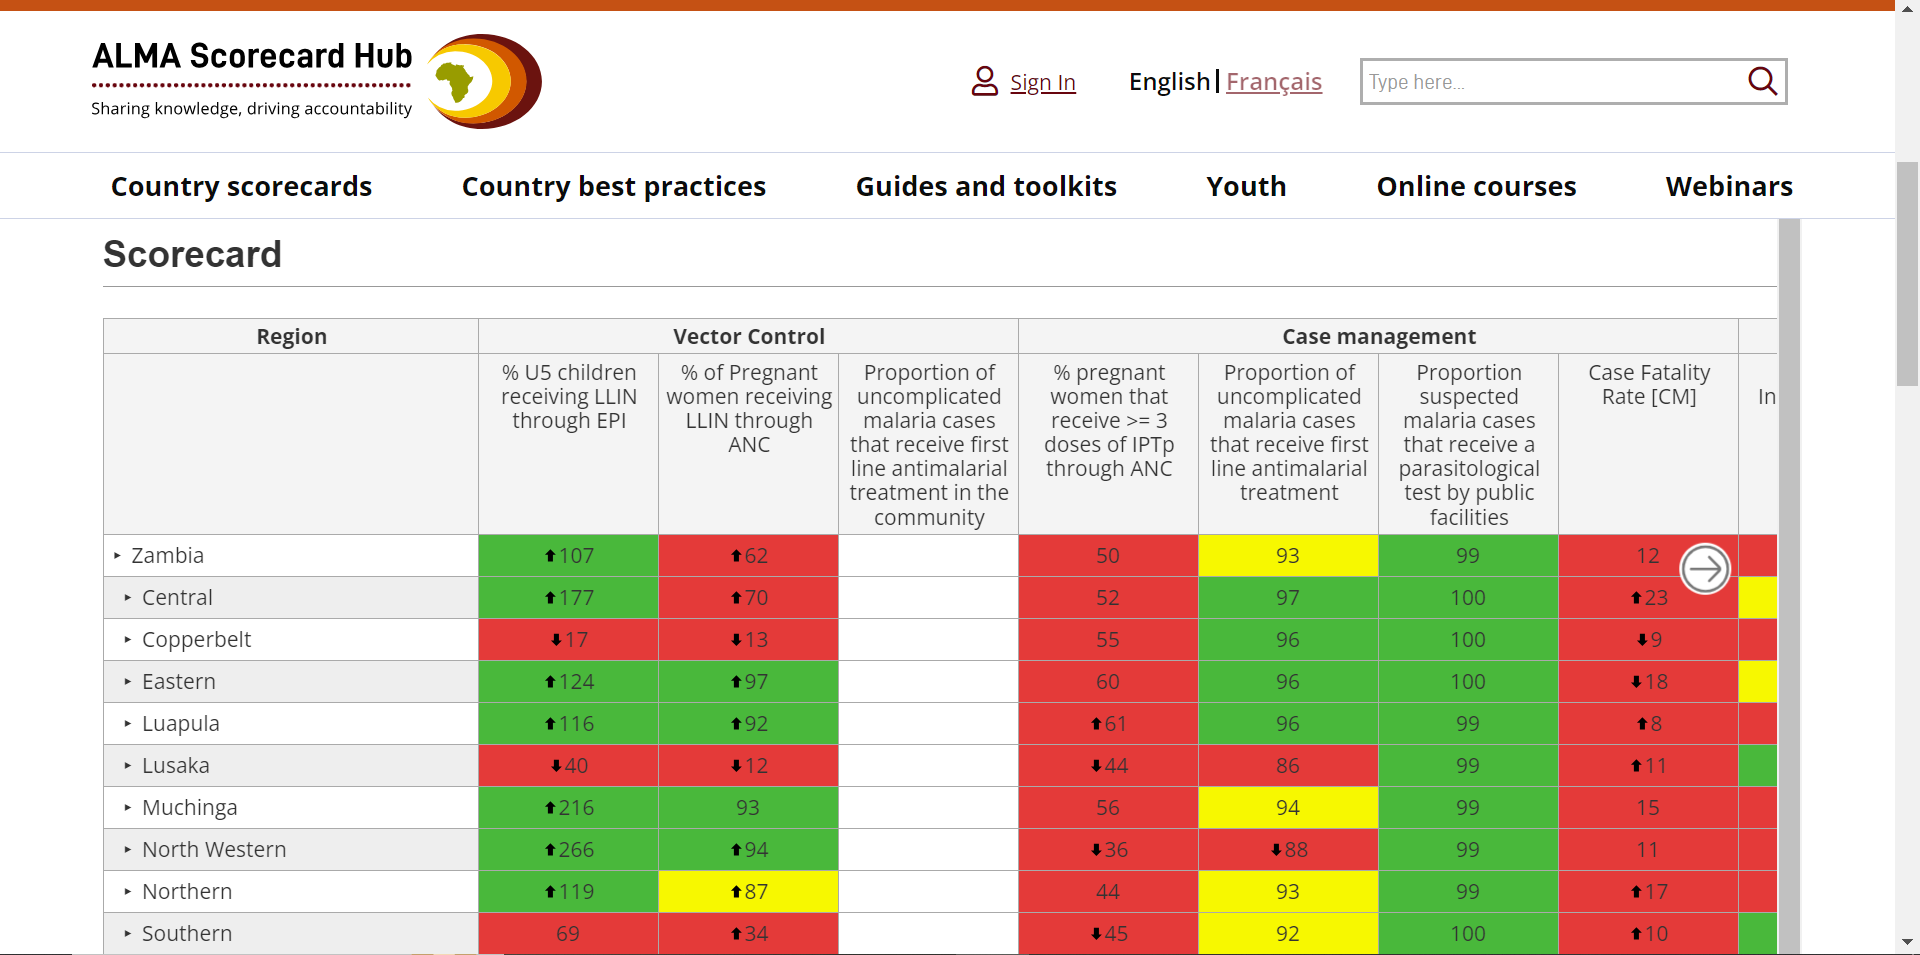 ALMA Scorecard Hub
Sharing knowledge, driving accountability
Sign In
English | Français
Type here...
Country scorecards
Country best practices
Guides and toolkits
Youth
Online courses
Webinars
Scorecard
Region
Vector Control
Case management
% U5 children
receiving LLIN
through EPI
% of Pregnant
women receiving
LLIN through
ANC
Proportion of
uncomplicated
malaria cases
that receive first
line antimalarial
treatment in the
community
% pregnant
women that
receive >= 3
doses of IPTp
through ANC
Proportion of
uncomplicated
malaria cases
that receive first
line antimalarial
treatment
Proportion
suspected
malaria cases
that receive a
parasitological
test by public
facilities
Case Fatality
Rate [CM]
In
Zambia ⬆107 ⬆62 50 93 99 12
Central ⬆177 ⬆70 52 97 100 ⬆23
Copperbelt ⬇17 ⬇13 55 96 100 ⬇9
Eastern ⬆124 ⬆97 60 96 100 ⬇18
Luapula ⬆116 ⬆92 ⬆61 96 99 ⬆8
Lusaka ⬇40 ⬇12 ⬇44 86 99 ⬆11
Muchinga ⬆216 93 56 94 99 15
North Western ⬆266 ⬆94 ⬇36 ⬇88 99 11
Northern ⬆119 ⬆87 44 93 99 ⬆17
Southern 69 ⬆34 ⬇45 92 100 ⬆10